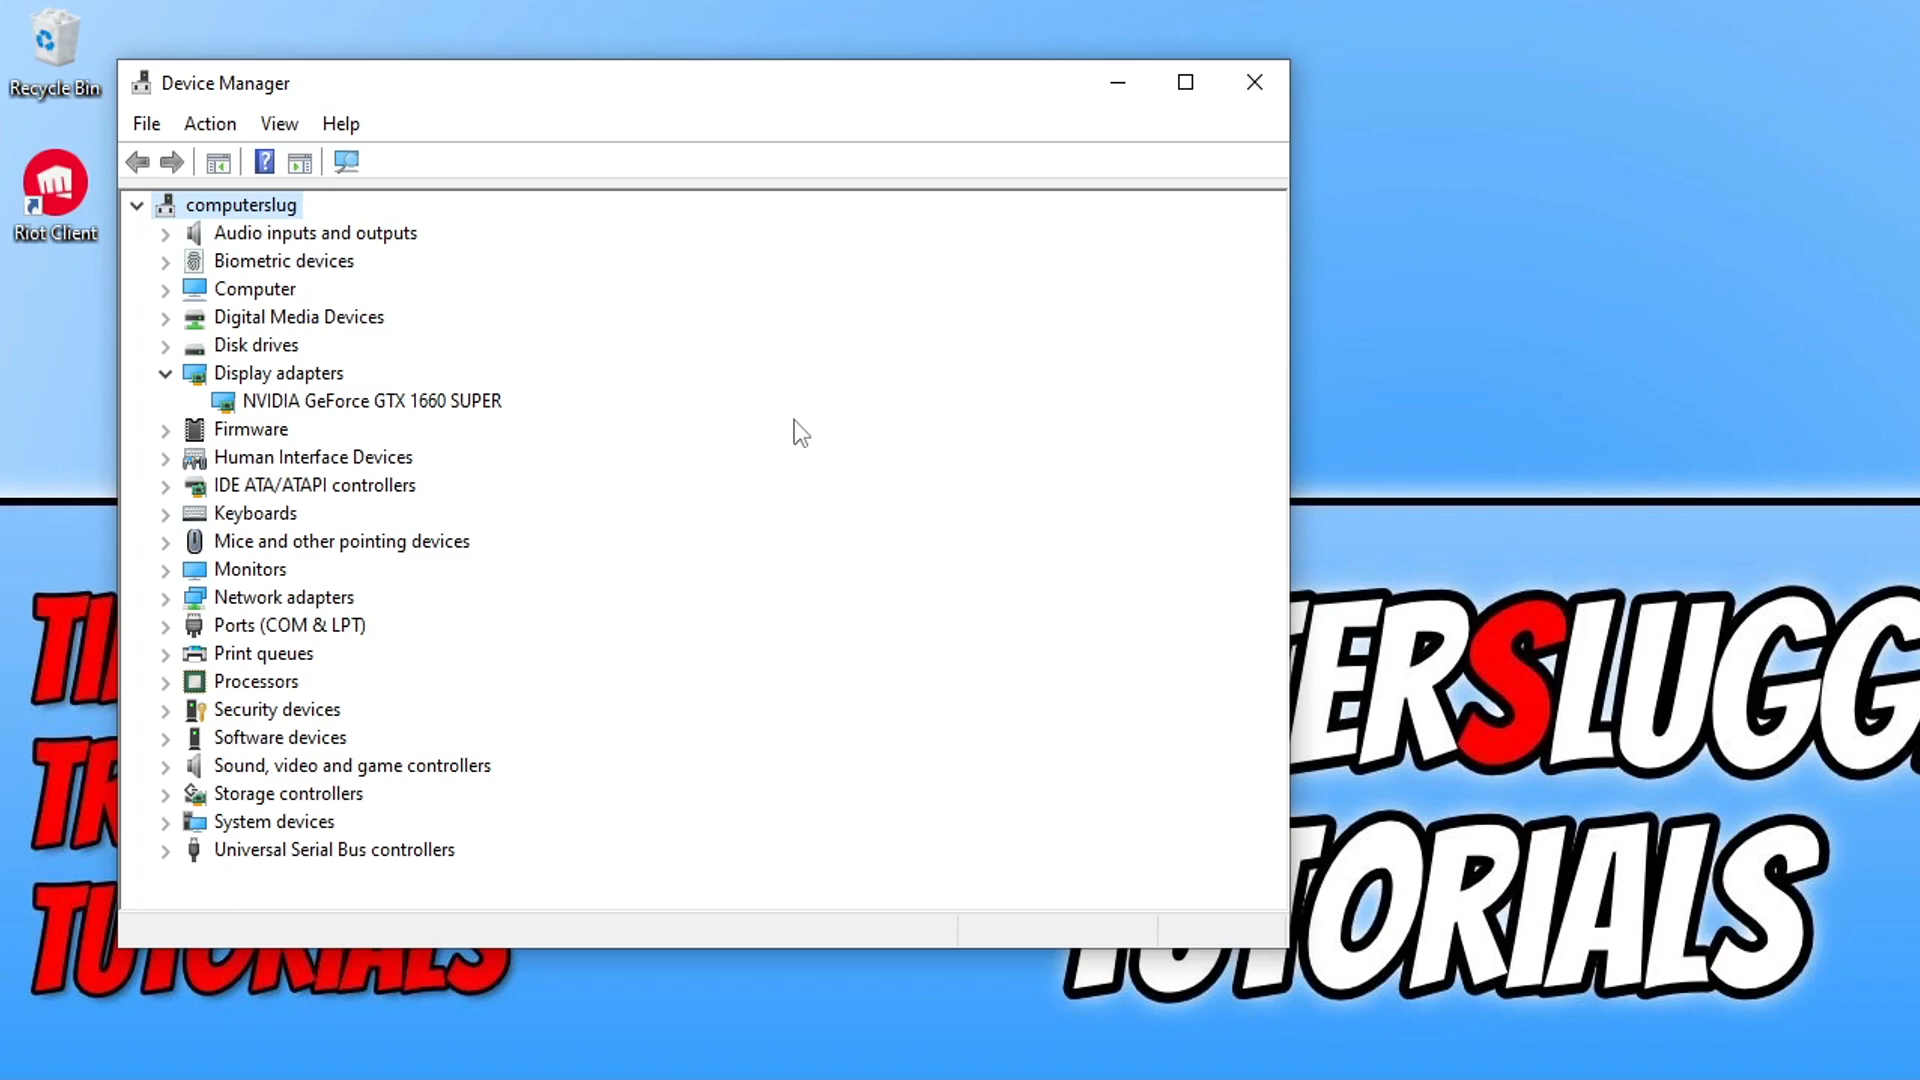 Recycle Bin
Riot Client
Device Manager
File Action View Help
computerslug
Audio inputs and outputs
Biometric devices
Computer
Digital Media Devices
Disk drives
Display adapters
NVIDIA GeForce GTX 1660 SUPER
Firmware
Human Interface Devices
IDE ATA/ATAPI controllers
Keyboards
Mice and other pointing devices
Monitors
Network adapters
Ports (COM & LPT)
Print queues
Processors
Security devices
Software devices
Sound, video and game controllers
Storage controllers
System devices
Universal Serial Bus controllers
TUTORIALS
TERSLUGG
TUTORIALS